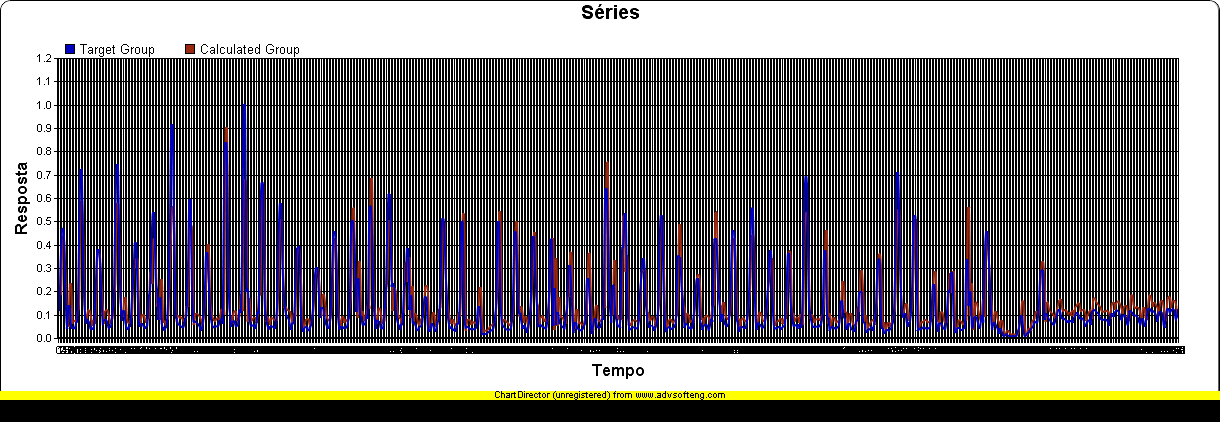 Séries
Target Group
Calculated Group
1.2
1.1
1.0
0.9
0.8
0.7
0.6
0.5
0.4
0.3
0.2
0.1
0.0
Resposta
Tempo
ChartDirector (unregistered) from www.advsofteng.com